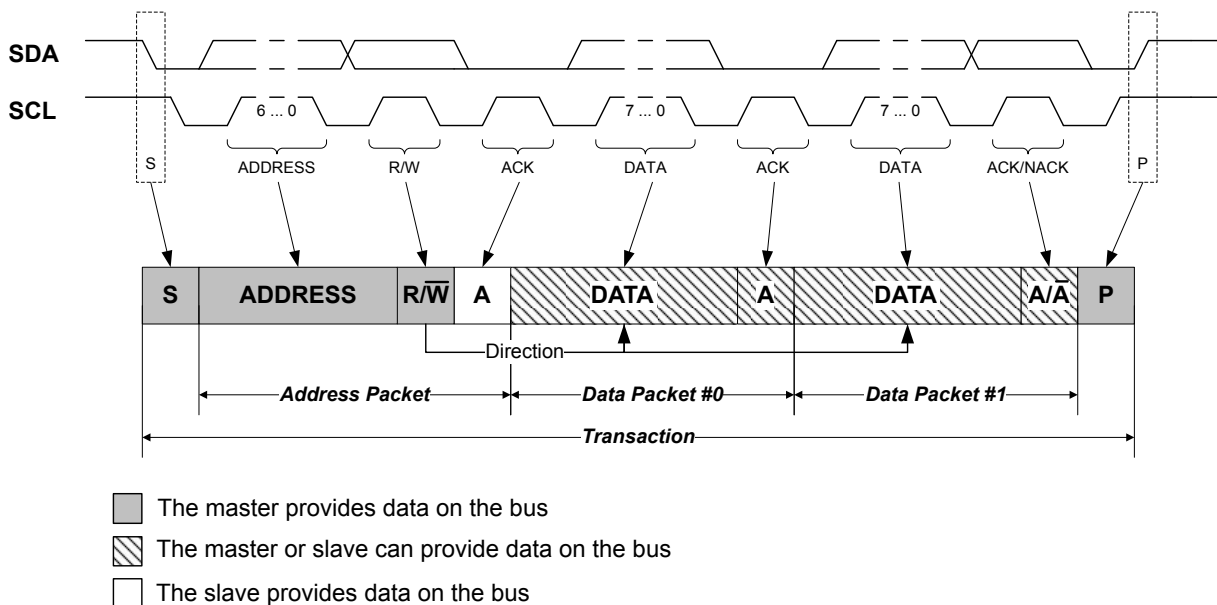 SDA
SCL
6 ... 0
7 ... 0
7 ... 0
S
ADDRESS
R/W
ACK
DATA
ACK
DATA
ACK/NACK
P
S
ADDRESS
R/W̅
A
DATA
A
DATA
A/A̅
P
Direction
Address Packet
Data Packet #0
Data Packet #1
Transaction
The master provides data on the bus
The master or slave can provide data on the bus
The slave provides data on the bus